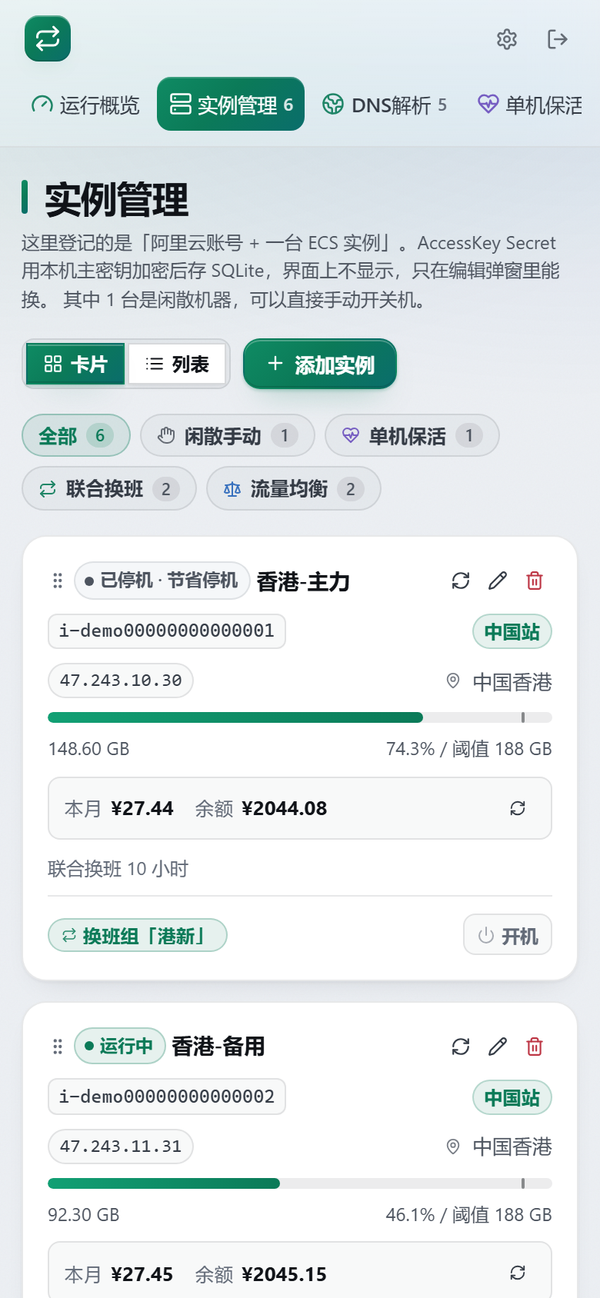 运行概览 实例管理 6 DNS解析 5 单机保活
实例管理
这里登记的是「阿里云账号 + 一台 ECS 实例」。AccessKey Secret
用本机主密钥加密后存 SQLite，界面上不显示，只在编辑弹窗里能
换。 其中 1 台是闲散机器，可以直接手动开关机。
卡片 列表 添加实例
全部 6 闲散手动 1 单机保活 1
联合换班 2 流量均衡 2
已停机 · 节省停机 香港-主力
i-demo00000000000001 中国站
47.243.10.30 中国香港
148.60 GB 74.3% / 阈值 188 GB
本月 ¥27.44 余额 ¥2044.08
联合换班 10 小时
换班组「港新」 开机
运行中 香港-备用
i-demo00000000000002 中国站
47.243.11.31 中国香港
92.30 GB 46.1% / 阈值 188 GB
本月 ¥27.45 余额 ¥2045.15